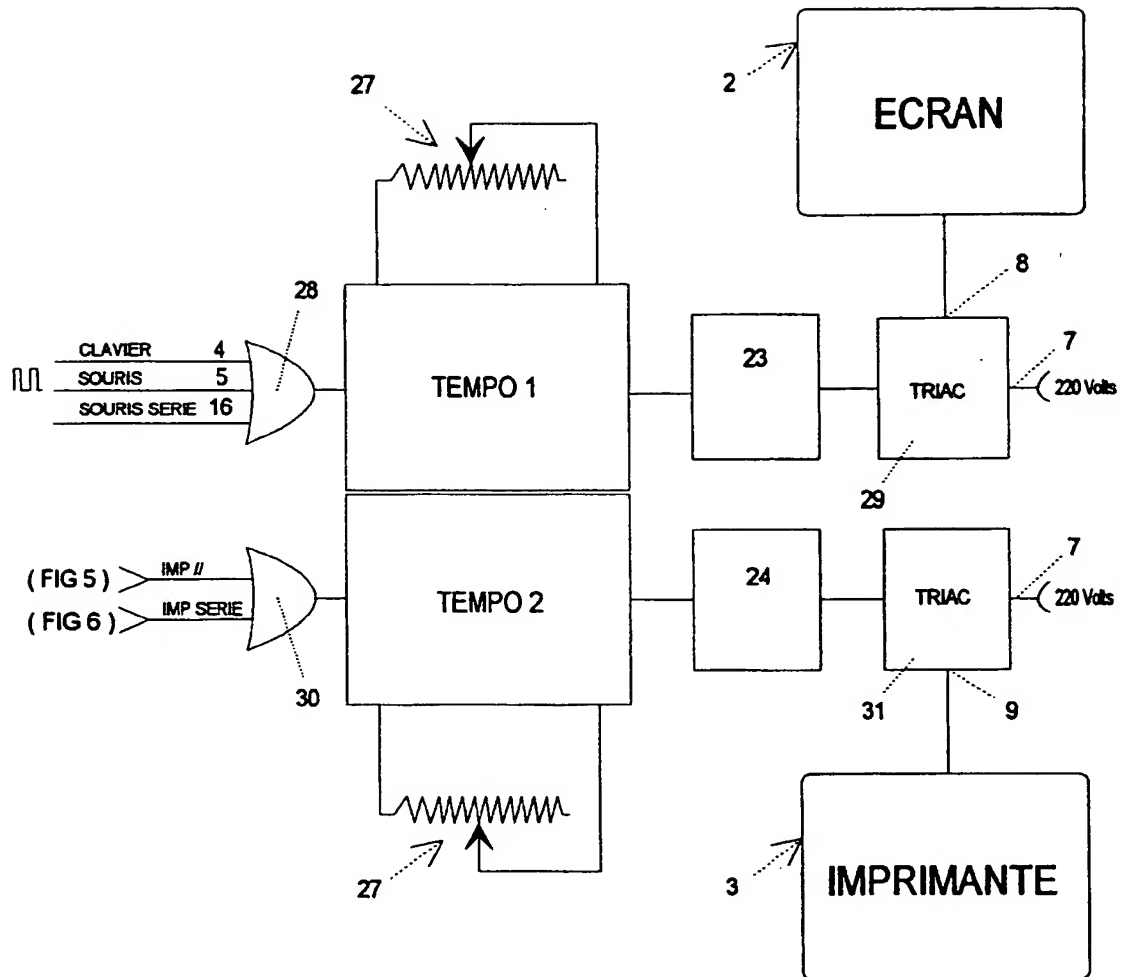 2
ECRAN
27
8
28
CLAVIER 4
SOURIS 5
SOURIS SERIE 16
TEMPO 1
23
TRIAC
7
220 Volts
29
(FIG 5)
IMP //
(FIG 6)
IMP SERIE
30
TEMPO 2
24
TRIAC
7
220 Volts
31
9
27
3
IMPRIMANTE